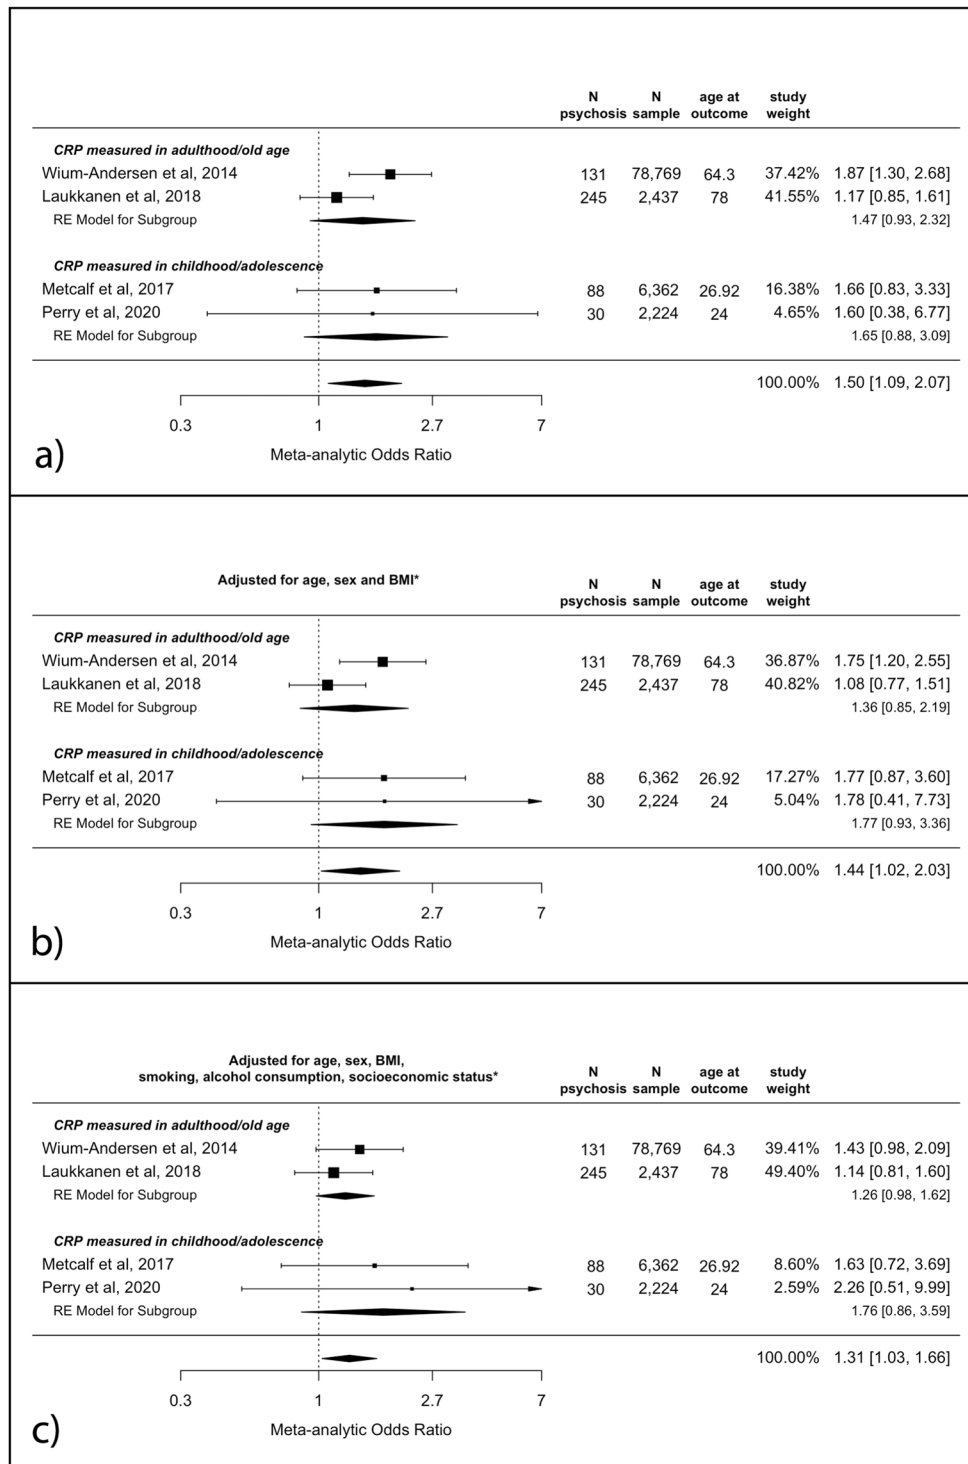 N N age at study
psychosis sample outcome weight
CRP measured in adulthood/old age
Wium-Andersen et al, 2014 131 78,769 64.3 37.42% 1.87 [1.30, 2.68]
Laukkanen et al, 2018 245 2,437 78 41.55% 1.17 [0.85, 1.61]
RE Model for Subgroup 1.47 [0.93, 2.32]
CRP measured in childhood/adolescence
Metcalf et al, 2017 88 6,362 26.92 16.38% 1.66 [0.83, 3.33]
Perry et al, 2020 30 2,224 24 4.65% 1.60 [0.38, 6.77]
RE Model for Subgroup 1.65 [0.88, 3.09]
100.00% 1.50 [1.09, 2.07]
0.3 1 2.7 7
Meta-analytic Odds Ratio
a)
Adjusted for age, sex and BMI*
N N age at study
psychosis sample outcome weight
CRP measured in adulthood/old age
Wium-Andersen et al, 2014 131 78,769 64.3 36.87% 1.75 [1.20, 2.55]
Laukkanen et al, 2018 245 2,437 78 40.82% 1.08 [0.77, 1.51]
RE Model for Subgroup 1.36 [0.85, 2.19]
CRP measured in childhood/adolescence
Metcalf et al, 2017 88 6,362 26.92 17.27% 1.77 [0.87, 3.60]
Perry et al, 2020 30 2,224 24 5.04% 1.78 [0.41, 7.73]
RE Model for Subgroup 1.77 [0.93, 3.36]
100.00% 1.44 [1.02, 2.03]
0.3 1 2.7 7
Meta-analytic Odds Ratio
b)
Adjusted for age, sex, BMI,
smoking, alcohol consumption, socioeconomic status*
N N age at study
psychosis sample outcome weight
CRP measured in adulthood/old age
Wium-Andersen et al, 2014 131 78,769 64.3 39.41% 1.43 [0.98, 2.09]
Laukkanen et al, 2018 245 2,437 78 49.40% 1.14 [0.81, 1.60]
RE Model for Subgroup 1.26 [0.98, 1.62]
CRP measured in childhood/adolescence
Metcalf et al, 2017 88 6,362 26.92 8.60% 1.63 [0.72, 3.69]
Perry et al, 2020 30 2,224 24 2.59% 2.26 [0.51, 9.99]
RE Model for Subgroup 1.76 [0.86, 3.59]
100.00% 1.31 [1.03, 1.66]
0.3 1 2.7 7
Meta-analytic Odds Ratio
c)